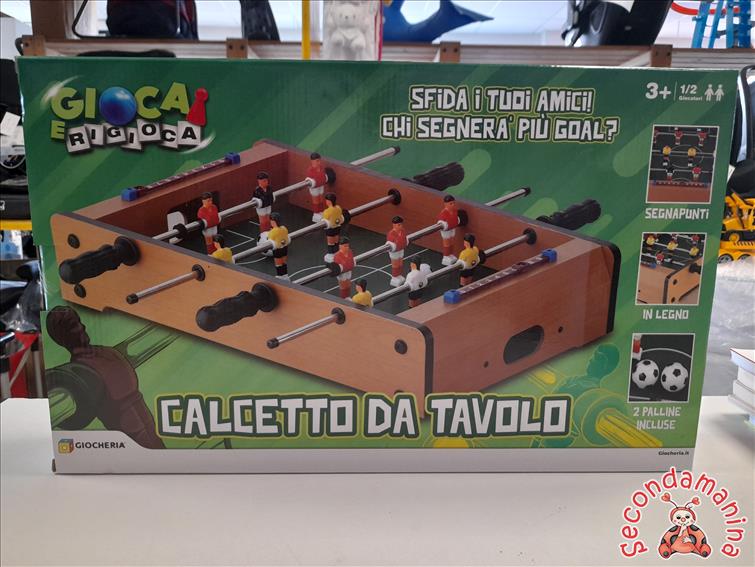 GIOCA
E RIGIOCA
SFIDA I TUOI AMICI!
CHI SEGNERA' PIÙ GOAL?
3+
1/2
Giocatori
SEGNAPUNTI
IN LEGNO
2 PALLINE
INCLUSE
CALCETTO DA TAVOLO
GIOCHERIA
Giocheria.it
Secondamanina